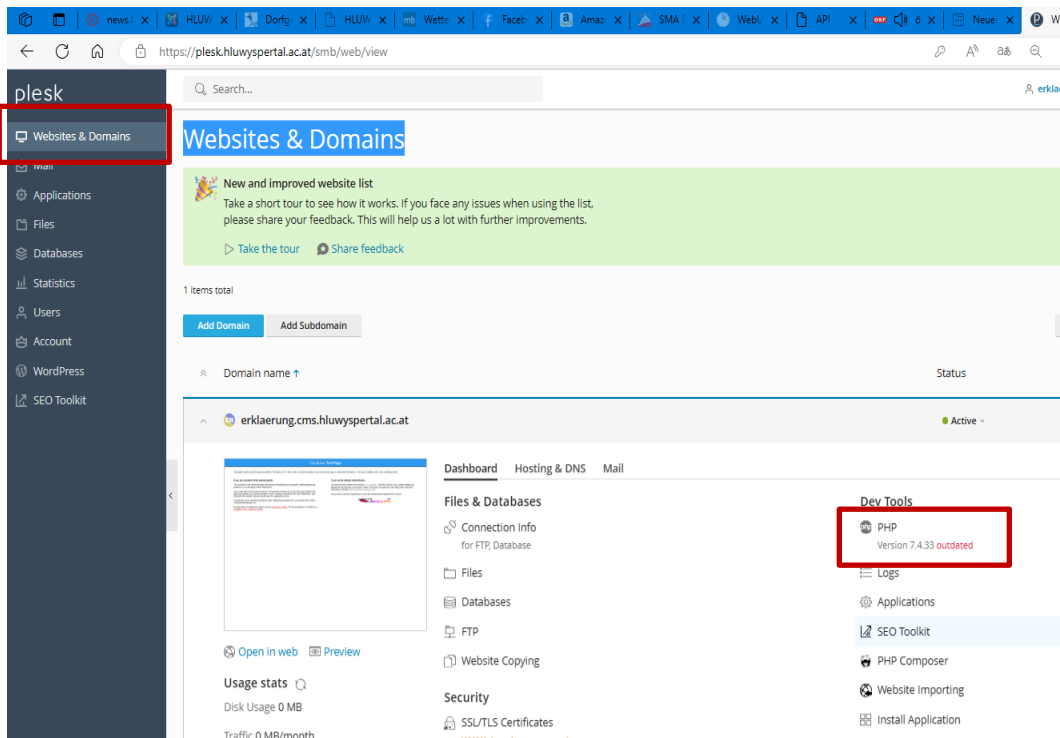 news.
HLUW
Dorfg
HLUW
mb Wette
Faceb
Amaz
SMA S
WebU
API
ORF
ö
Neuer
W
https://plesk.hluwyspertal.ac.at/smb/web/view
plesk
Search...
erkla
Websites & Domains
Mail
Applications
Files
Databases
Statistics
Users
Account
WordPress
SEO Toolkit
Websites & Domains
New and improved website list
Take a short tour to see how it works. If you face any issues when using the list,
please share your feedback. This will help us a lot with further improvements.
Take the tour Share feedback
1 items total
Add Domain Add Subdomain
Domain name ↑ Status
erklaerung.cms.hluwyspertal.ac.at Active
Dashboard Hosting & DNS Mail
Files & Databases
Connection Info
for FTP, Database
Files
Databases
FTP
Website Copying
Security
SSL/TLS Certificates
Dev Tools
php PHP
Version 7.4.33 outdated
Logs
Applications
SEO Toolkit
PHP Composer
Website Importing
Install Application
Open in web Preview
Usage stats
Disk Usage 0 MB
Traffic 0 MB/month